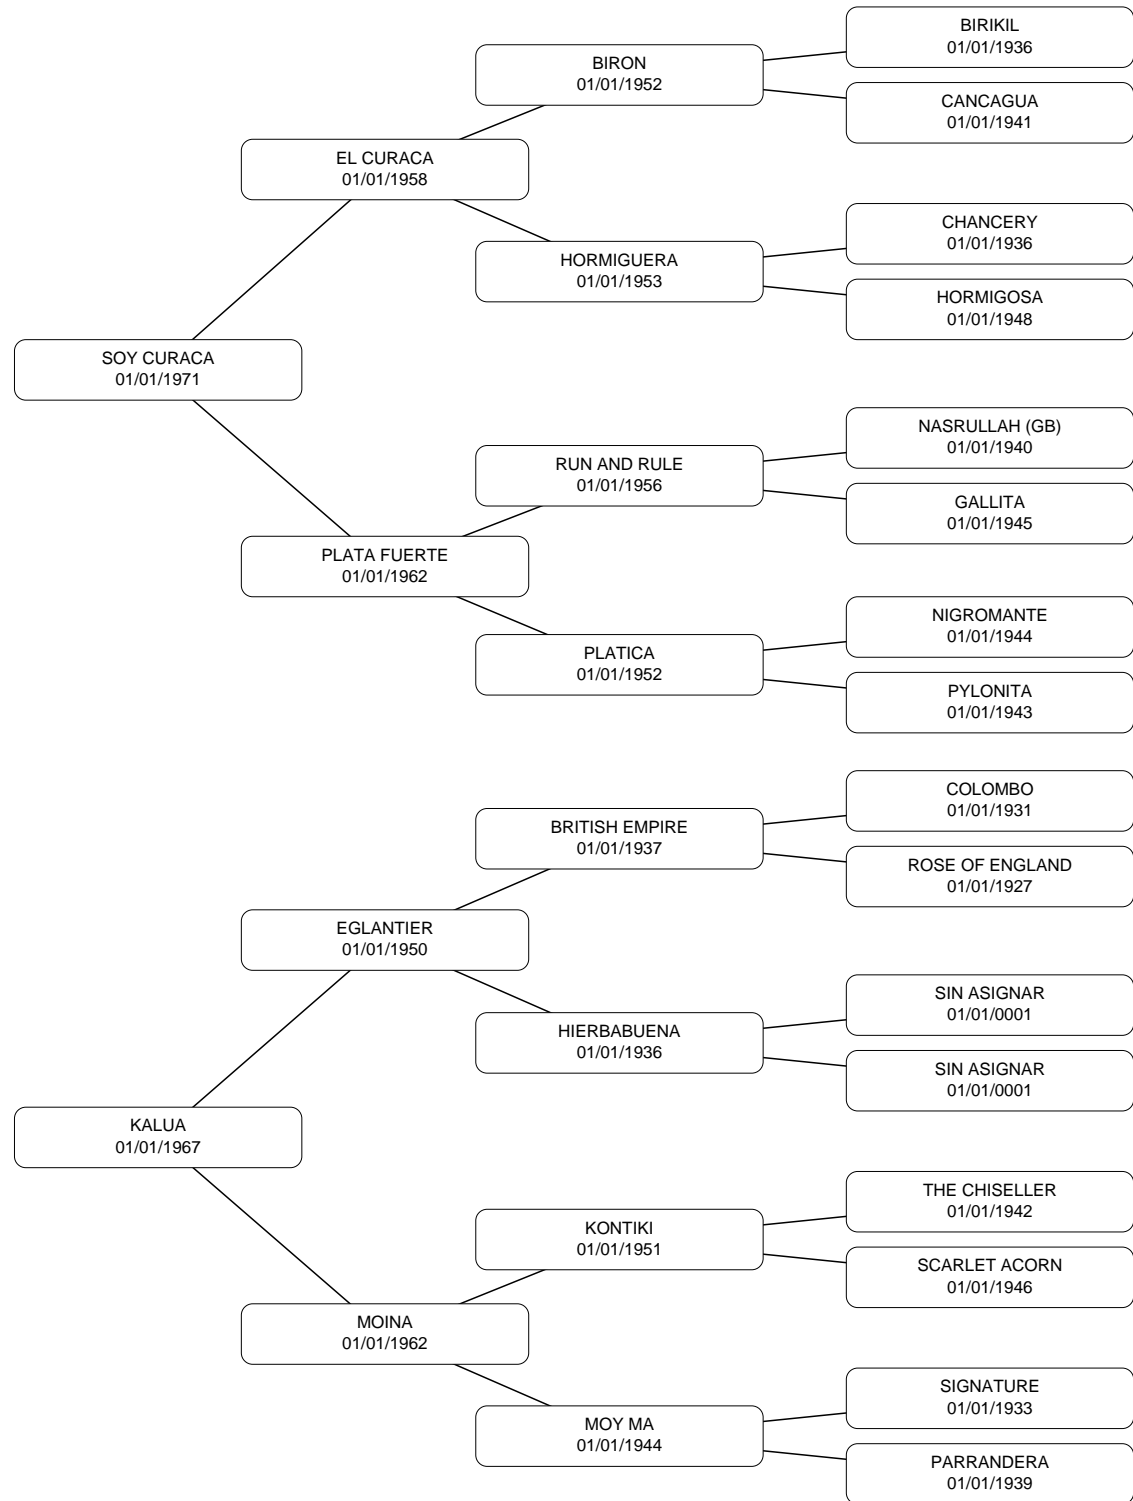 BIRIKIL
01/01/1936
BIRON
01/01/1952
CANCAGUA
01/01/1941
EL CURACA
01/01/1958
CHANCERY
01/01/1936
HORMIGUERA
01/01/1953
HORMIGOSA
01/01/1948
SOY CURACA
01/01/1971
NASRULLAH (GB)
01/01/1940
RUN AND RULE
01/01/1956
GALLITA
01/01/1945
PLATA FUERTE
01/01/1962
NIGROMANTE
01/01/1944
PLATICA
01/01/1952
PYLONITA
01/01/1943
COLOMBO
01/01/1931
BRITISH EMPIRE
01/01/1937
ROSE OF ENGLAND
01/01/1927
EGLANTIER
01/01/1950
SIN ASIGNAR
01/01/0001
HIERBABUENA
01/01/1936
SIN ASIGNAR
01/01/0001
KALUA
01/01/1967
THE CHISELLER
01/01/1942
KONTIKI
01/01/1951
SCARLET ACORN
01/01/1946
MOINA
01/01/1962
SIGNATURE
01/01/1933
MOY MA
01/01/1944
PARRANDERA
01/01/1939